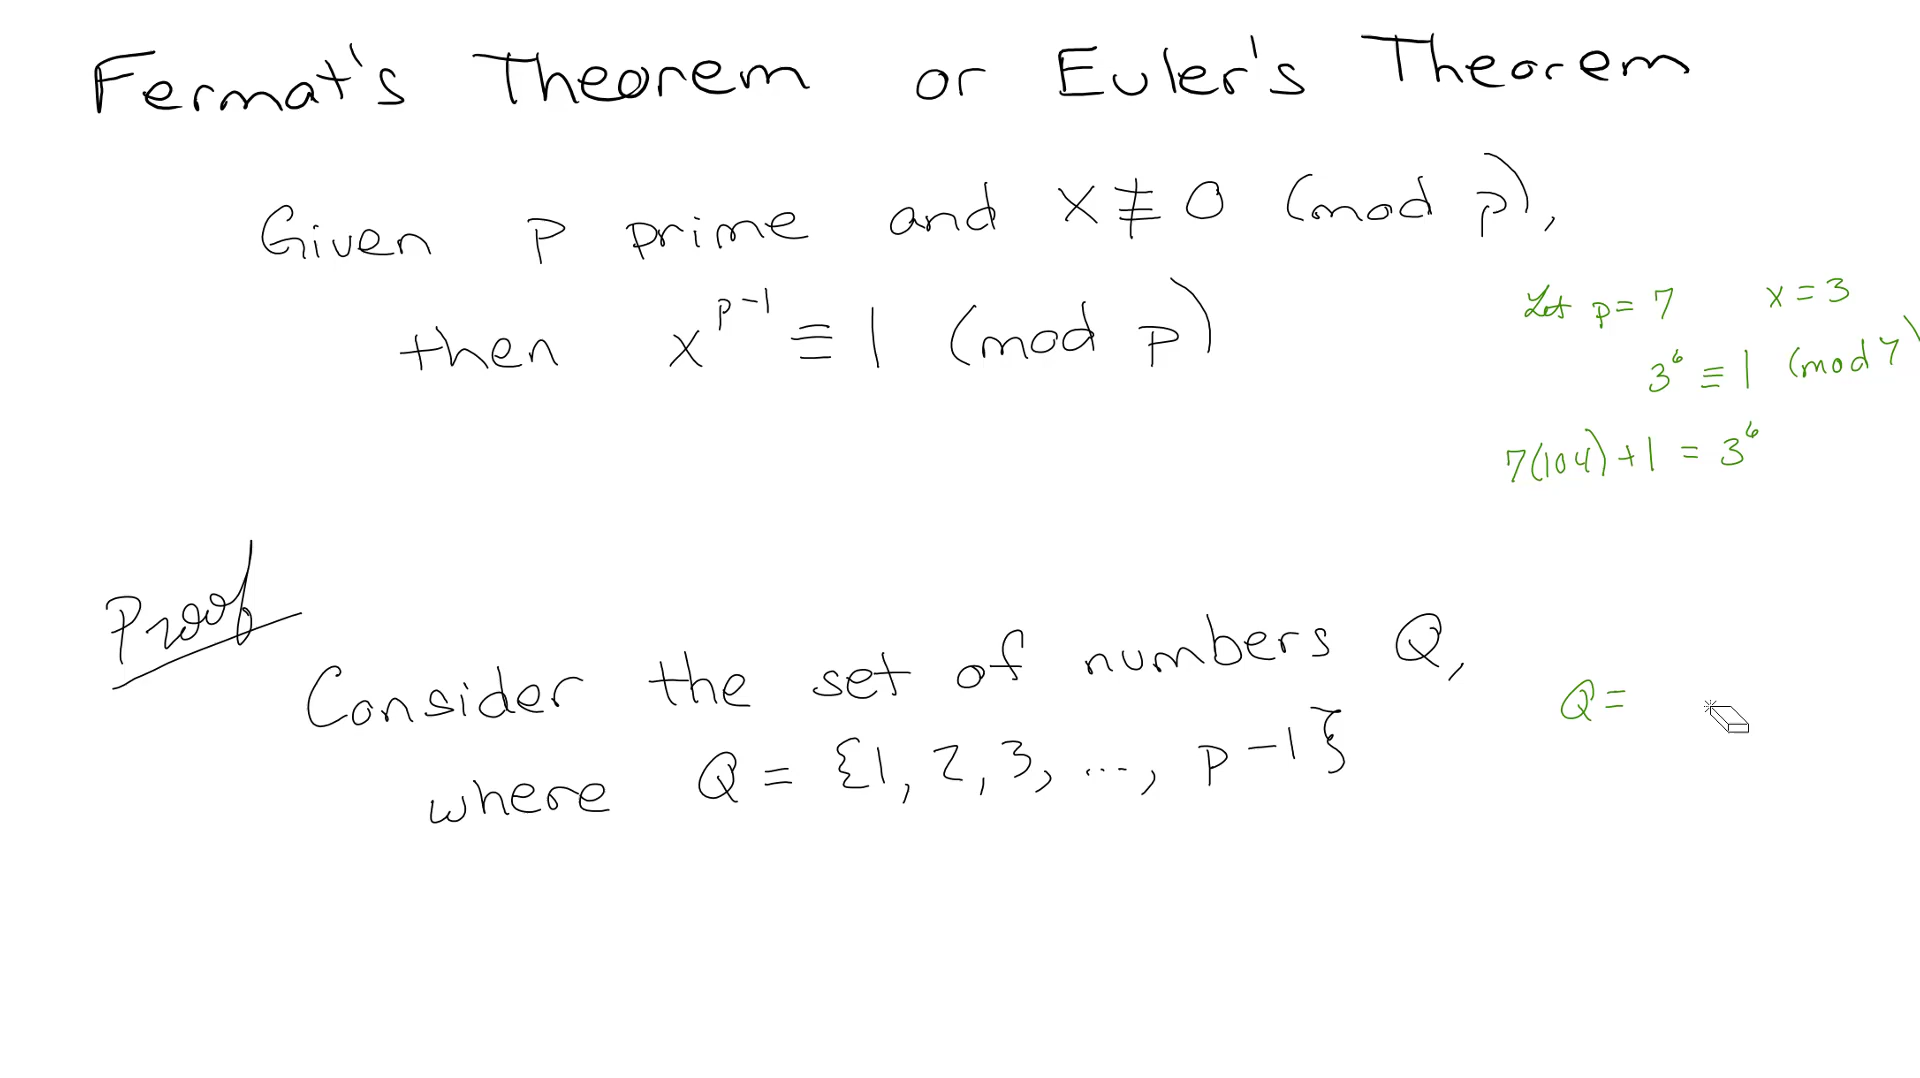 Fermat's Theorem or Euler's Theorem
Given p prime and x ≢ 0 (mod p),
then x^{p-1} ≡ 1 (mod p)
Let p = 7 x = 3
3^6 ≡ 1 (mod 7)
7(104) + 1 = 3^6
Proof
Consider the set of numbers Q,
where Q = {1, 2, 3, ..., p-1}
Q =